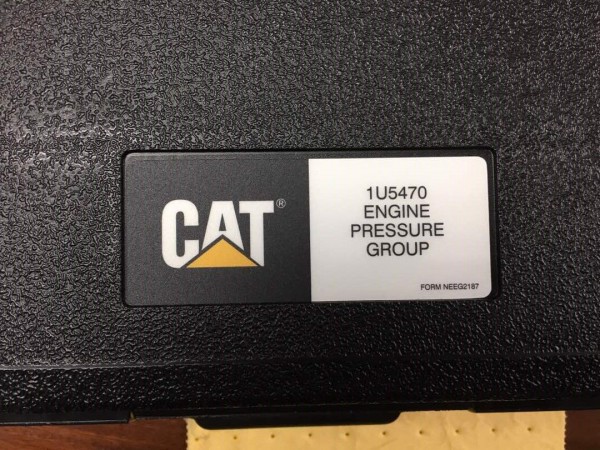 CAT®
1U5470
ENGINE
PRESSURE
GROUP
FORM NEEG2187